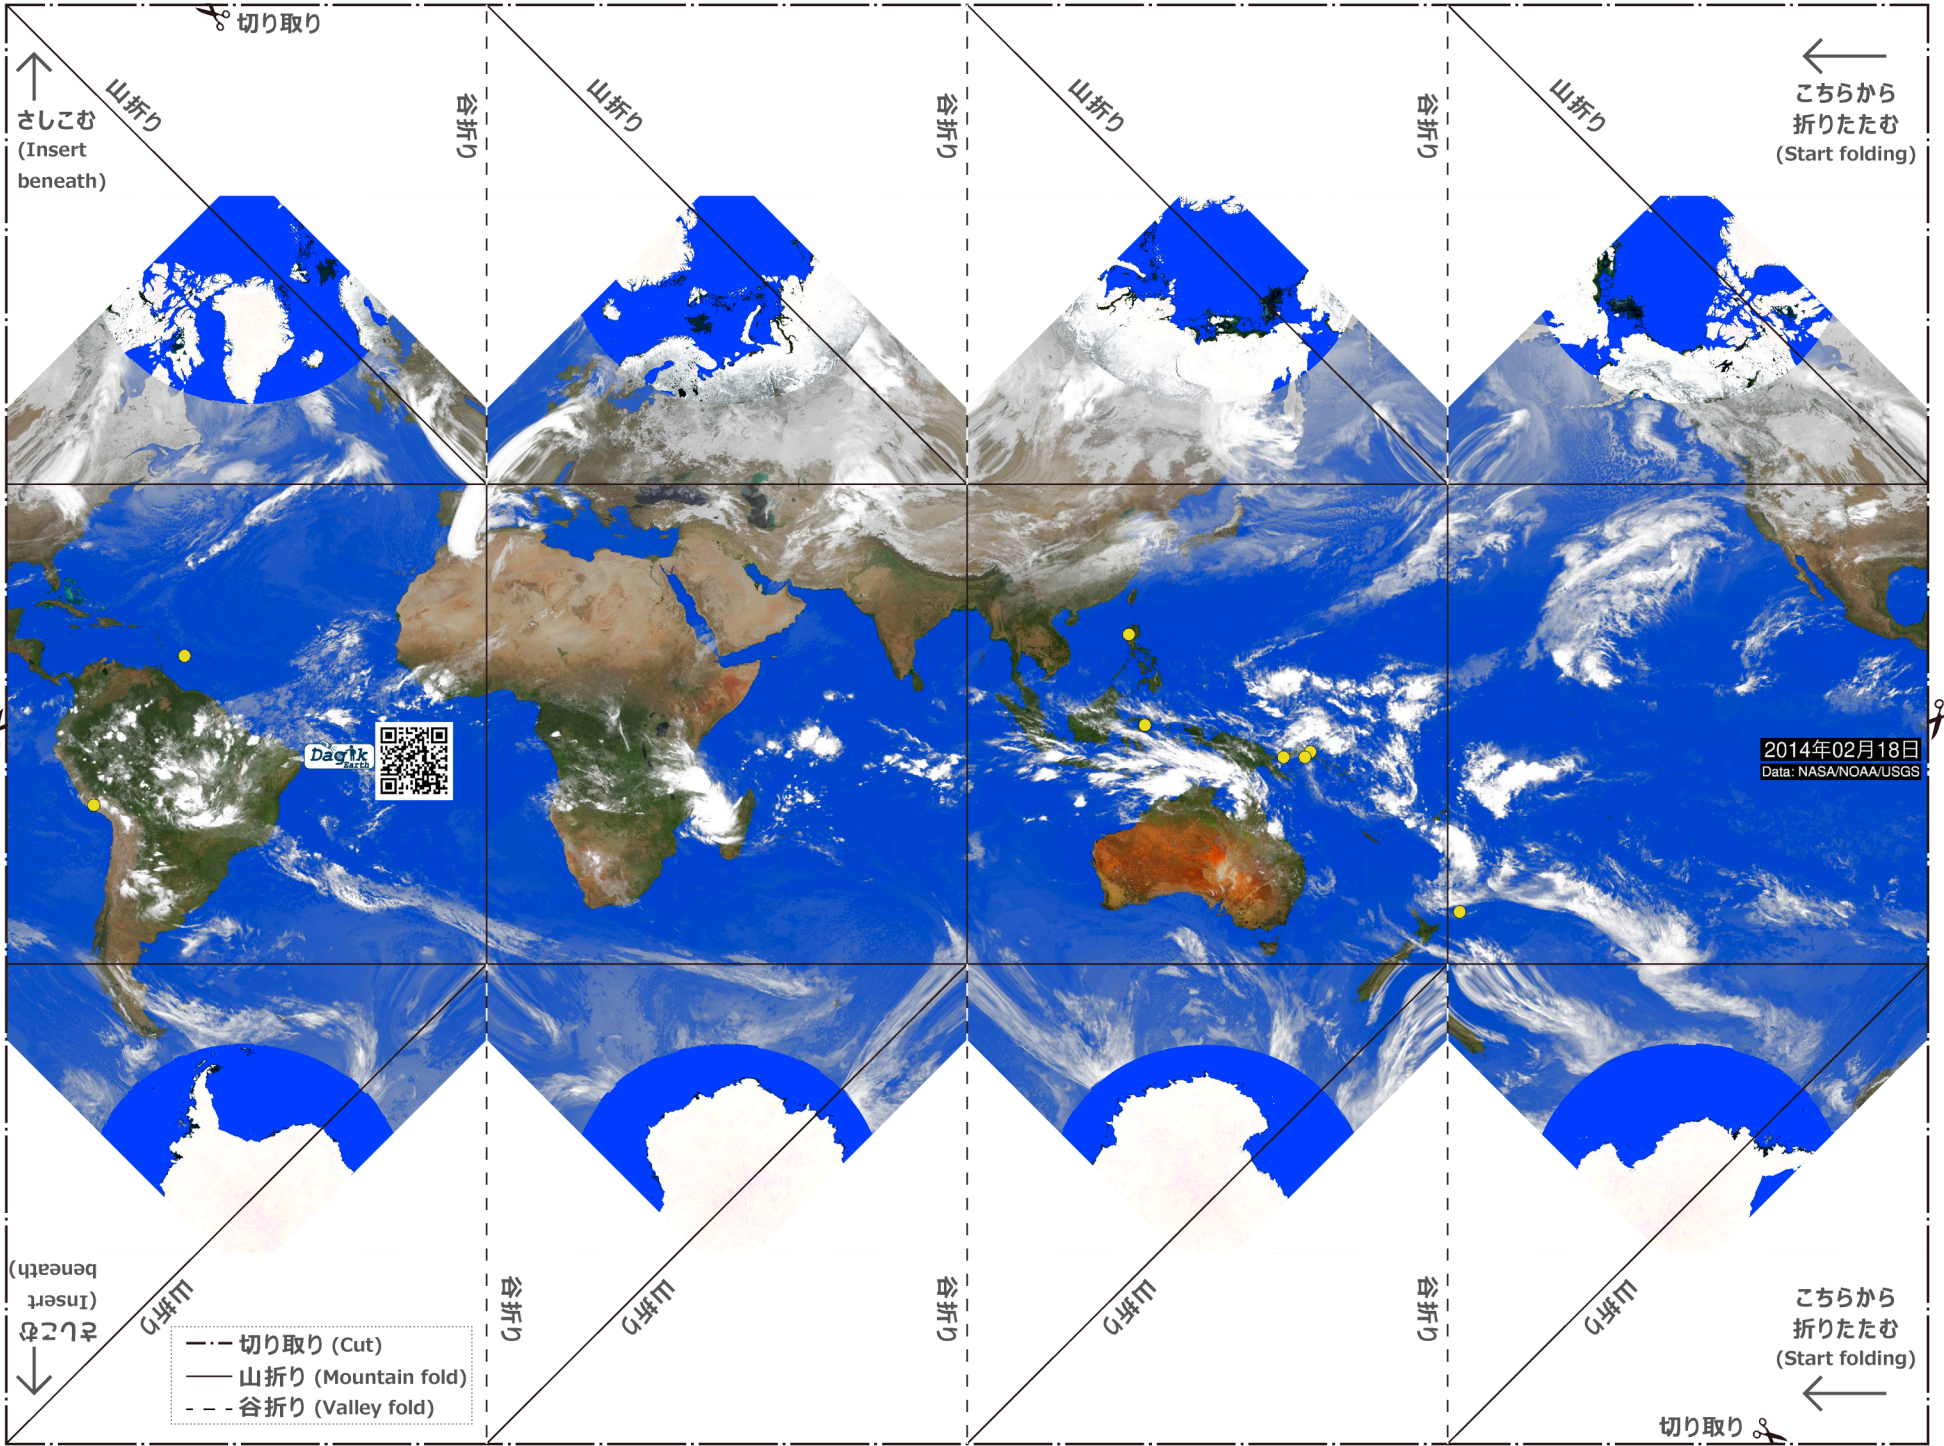 切り取り
こちらから
折りたたむ
(Start folding)
さしこむ
(Insert
beneath)
山折り
山折り
山折り
山折り
谷折り
谷折り
谷折り
Dagik
Earth
2014年02月18日
Data: NASA/NOAA/USGS
さしこむ
(Insert
beneath)
山折り
山折り
山折り
山折り
谷折り
谷折り
谷折り
こちらから
折りたたむ
(Start folding)
切り取り (Cut)
山折り (Mountain fold)
谷折り (Valley fold)
切り取り